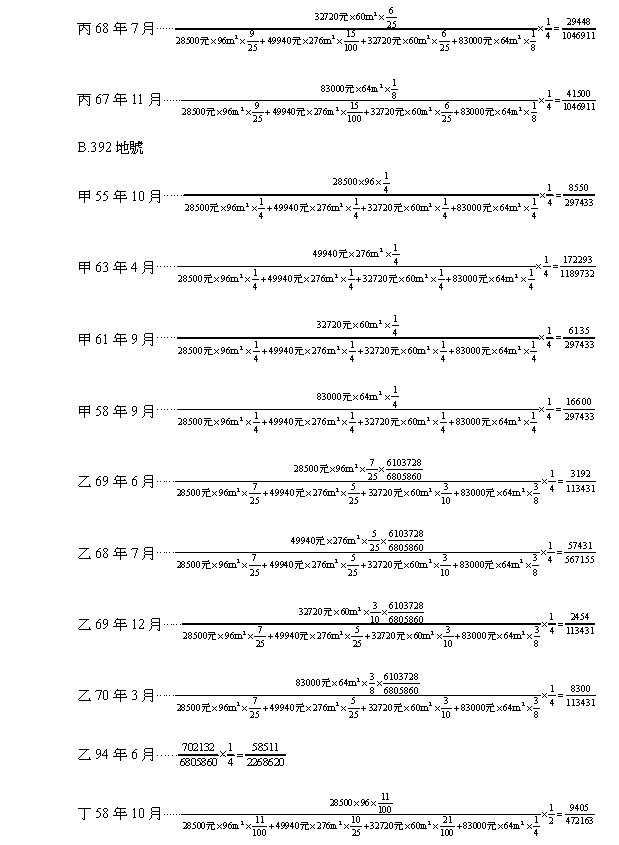 丙 68 年 7 月⋯⋯ (32720元×60m²×6/25)/(28500元×96m²×9/25+49940元×276m²×15/100+32720元×60m²×6/25+83000元×64m²×1/8)×1/4=29448/1046911
丙 67 年 11 月⋯⋯ (83000元×64m²×1/8)/(28500元×96m²×9/25+49940元×276m²×15/100+32720元×60m²×6/25+83000元×64m²×1/8)×1/4=41500/1046911
B.392 地號
甲 55 年 10 月⋯⋯ (28500×96×1/4)/(28500元×96m²×1/4+49940元×276m²×1/4+32720元×60m²×1/4+83000元×64m²×1/4)×1/4=8550/297433
甲 63 年 4 月⋯⋯ (49940元×276m²×1/4)/(28500元×96m²×1/4+49940元×276m²×1/4+32720元×60m²×1/4+83000元×64m²×1/4)×1/4=172293/1189732
甲 61 年 9 月⋯⋯ (32720元×60m²×1/4)/(28500元×96m²×1/4+49940元×276m²×1/4+32720元×60m²×1/4+83000元×64m²×1/4)×1/4=6135/297433
甲 58 年 9 月⋯⋯ (83000元×64m²×1/4)/(28500元×96m²×1/4+49940元×276m²×1/4+32720元×60m²×1/4+83000元×64m²×1/4)×1/4=16600/297433
乙 69 年 6 月⋯⋯ (28500元×96m²×7/25×6103728/6805860)/(28500元×96m²×7/25+49940元×276m²×5/25+32720元×60m²×3/10+83000元×64m²×3/8)×1/4=3192/113431
乙 68 年 7 月⋯⋯ (49940元×276m²×5/25×6103728/6805860)/(28500元×96m²×7/25+49940元×276m²×5/25+32720元×60m²×3/10+83000元×64m²×3/8)×1/4=57431/567155
乙 69 年 12 月⋯⋯ (32720元×60m²×3/10×6103728/6805860)/(28500元×96m²×7/25+49940元×276m²×5/25+32720元×60m²×3/10+83000元×64m²×3/8)×1/4=2454/113431
乙 70 年 3 月⋯⋯ (83000元×64m²×3/8×6103728/6805860)/(28500元×96m²×7/25+49940元×276m²×5/25+32720元×60m²×3/10+83000元×64m²×3/8)×1/4=8300/113431
乙 94 年 6 月⋯⋯ 702132/6805860×1/4=58511/2268620
丁 58 年 10 月⋯⋯ (28500×96×11/100)/(28500元×96m²×11/100+49940元×276m²×10/25+32720元×60m²×21/100+83000元×64m²×1/4)×1/2=9405/472163